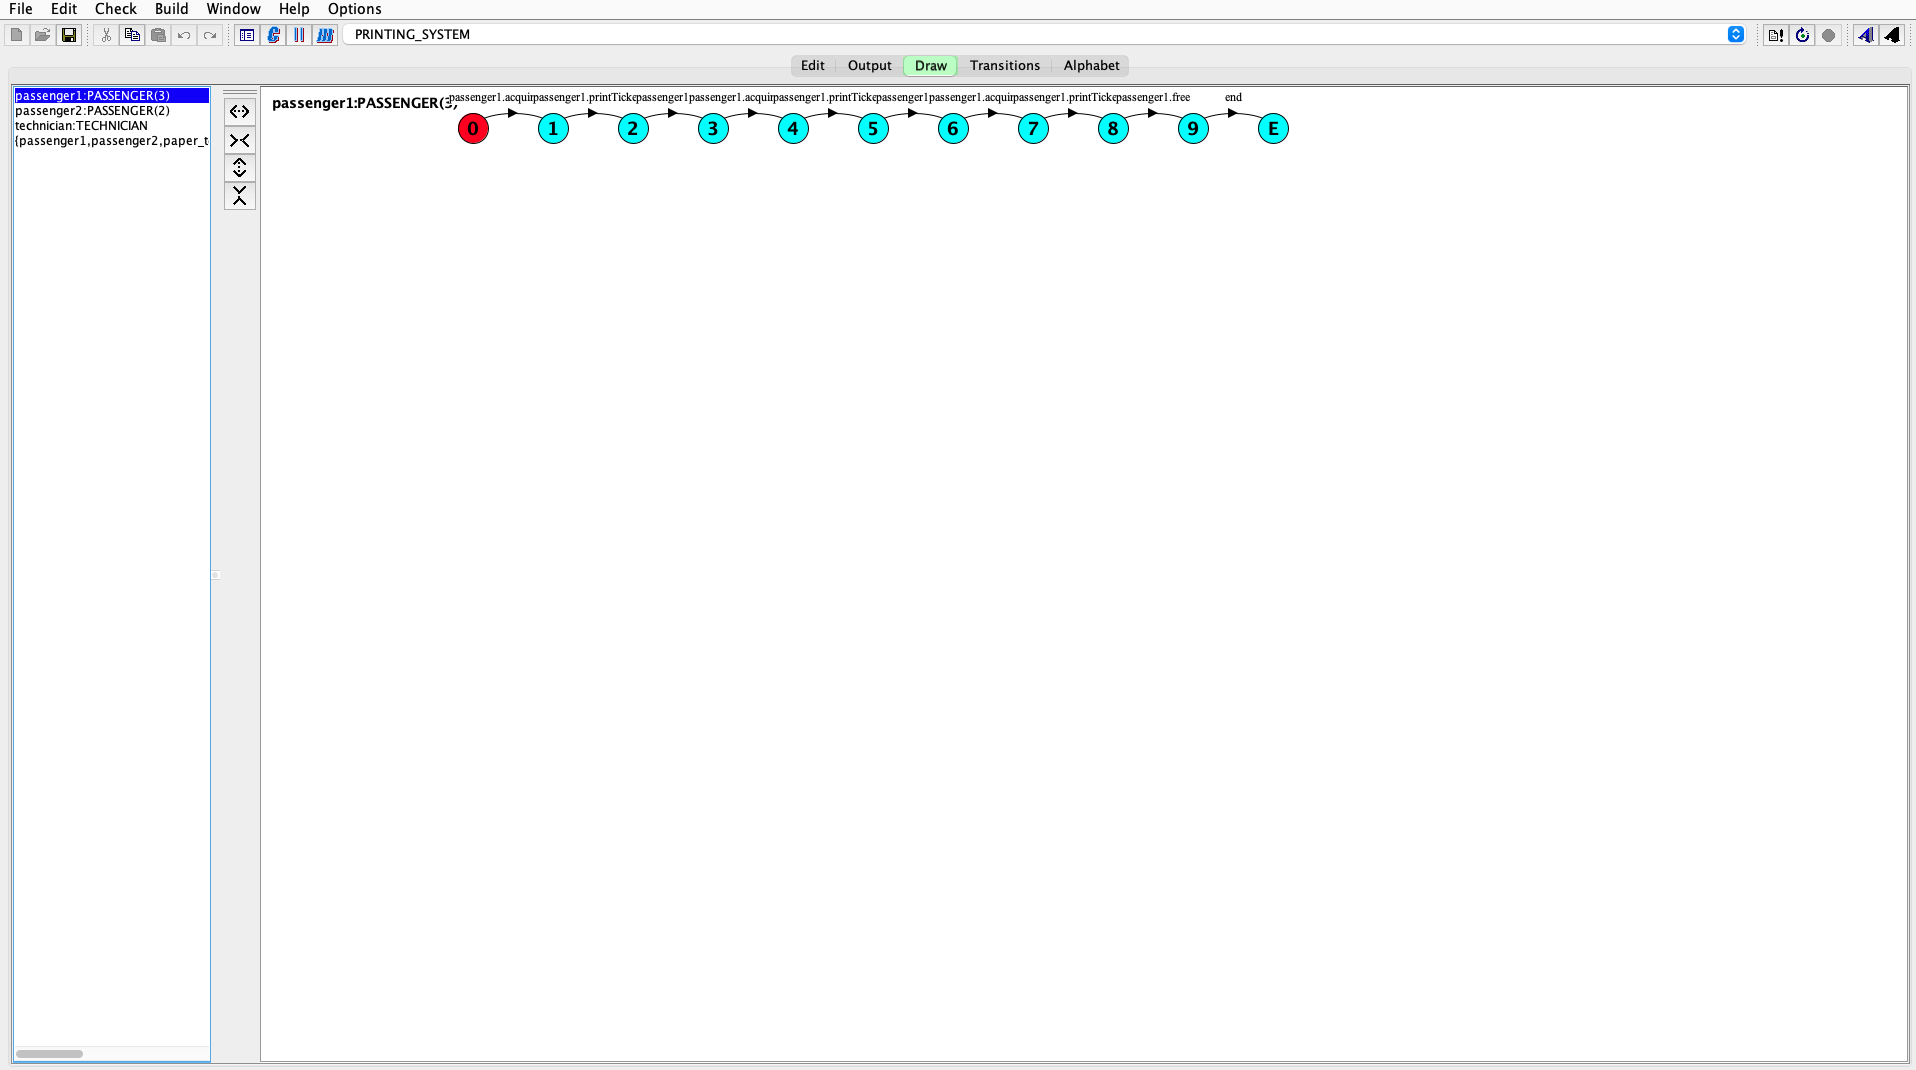 File Edit Check Build Window Help Options
PRINTING_SYSTEM
Edit Output Draw Transitions Alphabet
passenger1:PASSENGER(3)
passenger2:PASSENGER(2)
technician:TECHNICIAN
{passenger1,passenger2,paper_t
passenger1:PASSENGER(3)
passenger1.acquirpassenger1.printTickepassenger1passenger1.acquirpassenger1.printTickepassenger1passenger1.acquirpassenger1.printTickepassenger1.free end
0 1 2 3 4 5 6 7 8 9 E